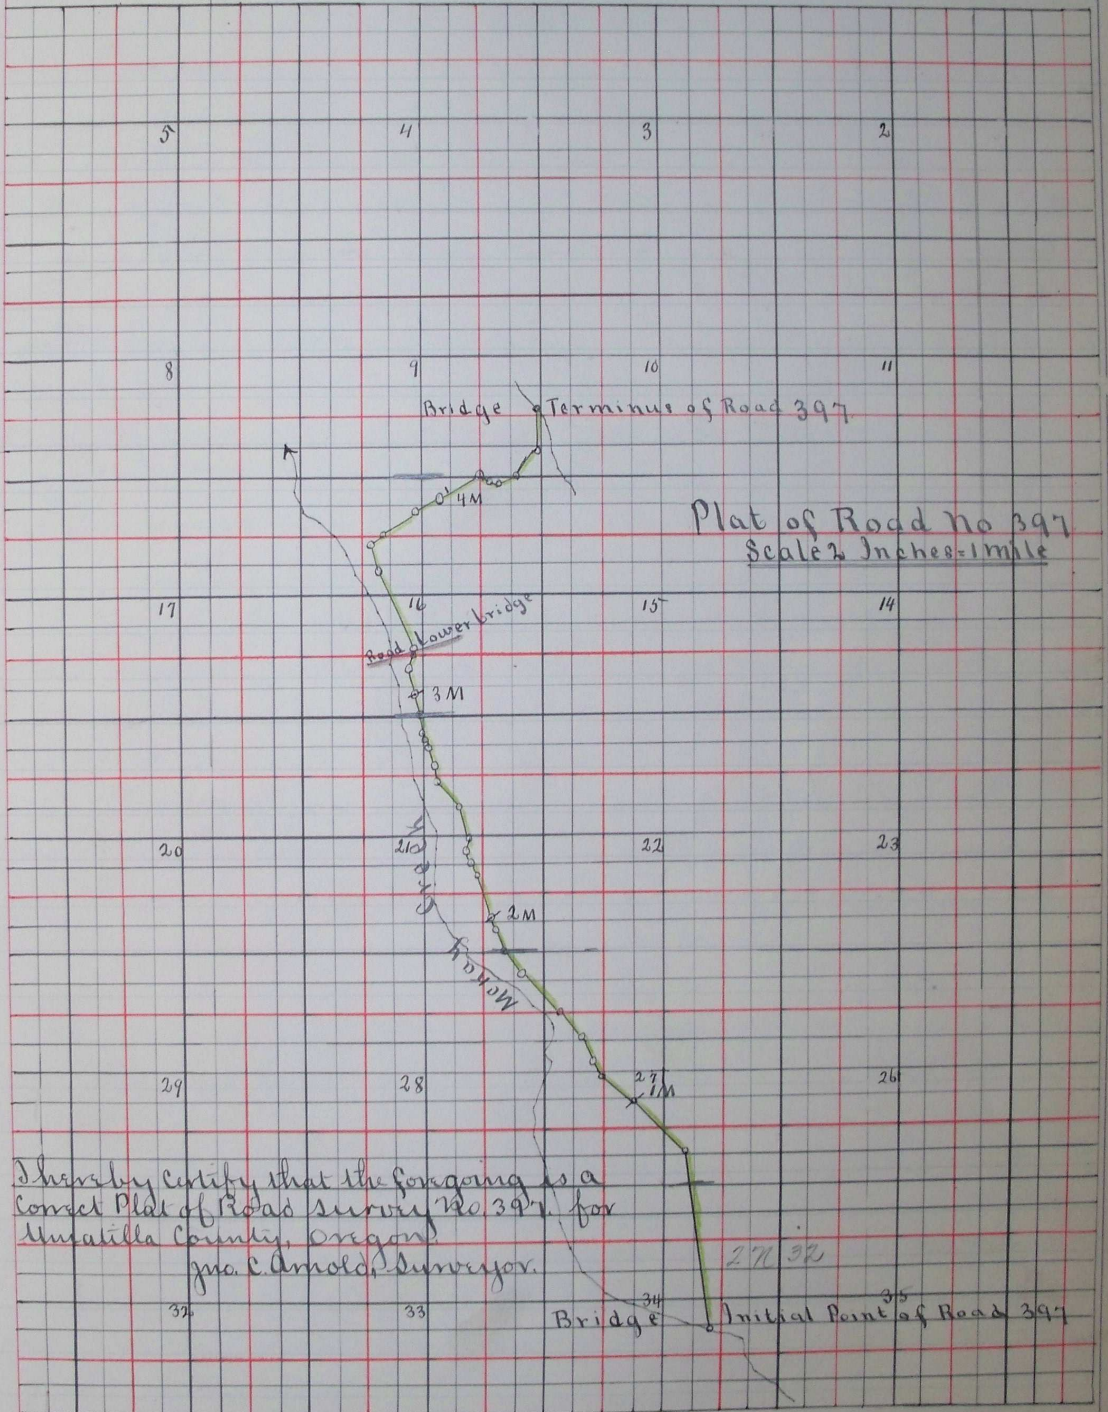 5 4 3 2
8 9 10 11
Bridge Terminus of Road 397
4M
Plat of Road No 397
Scale 2 Inches = 1 mile
17 16 15 14
Road Lower bridge
3M
20 21 22 23
Creek
2M
McKay
29 28 27 26
1M
I hereby certify that the foregoing is a
Correct Plat of Road Survey No 397 for
Umatilla County, Oregon.
Jno. C. Arnold, Surveyor.
2N 32
32 33 34 35
Bridge Initial Point of Road 397